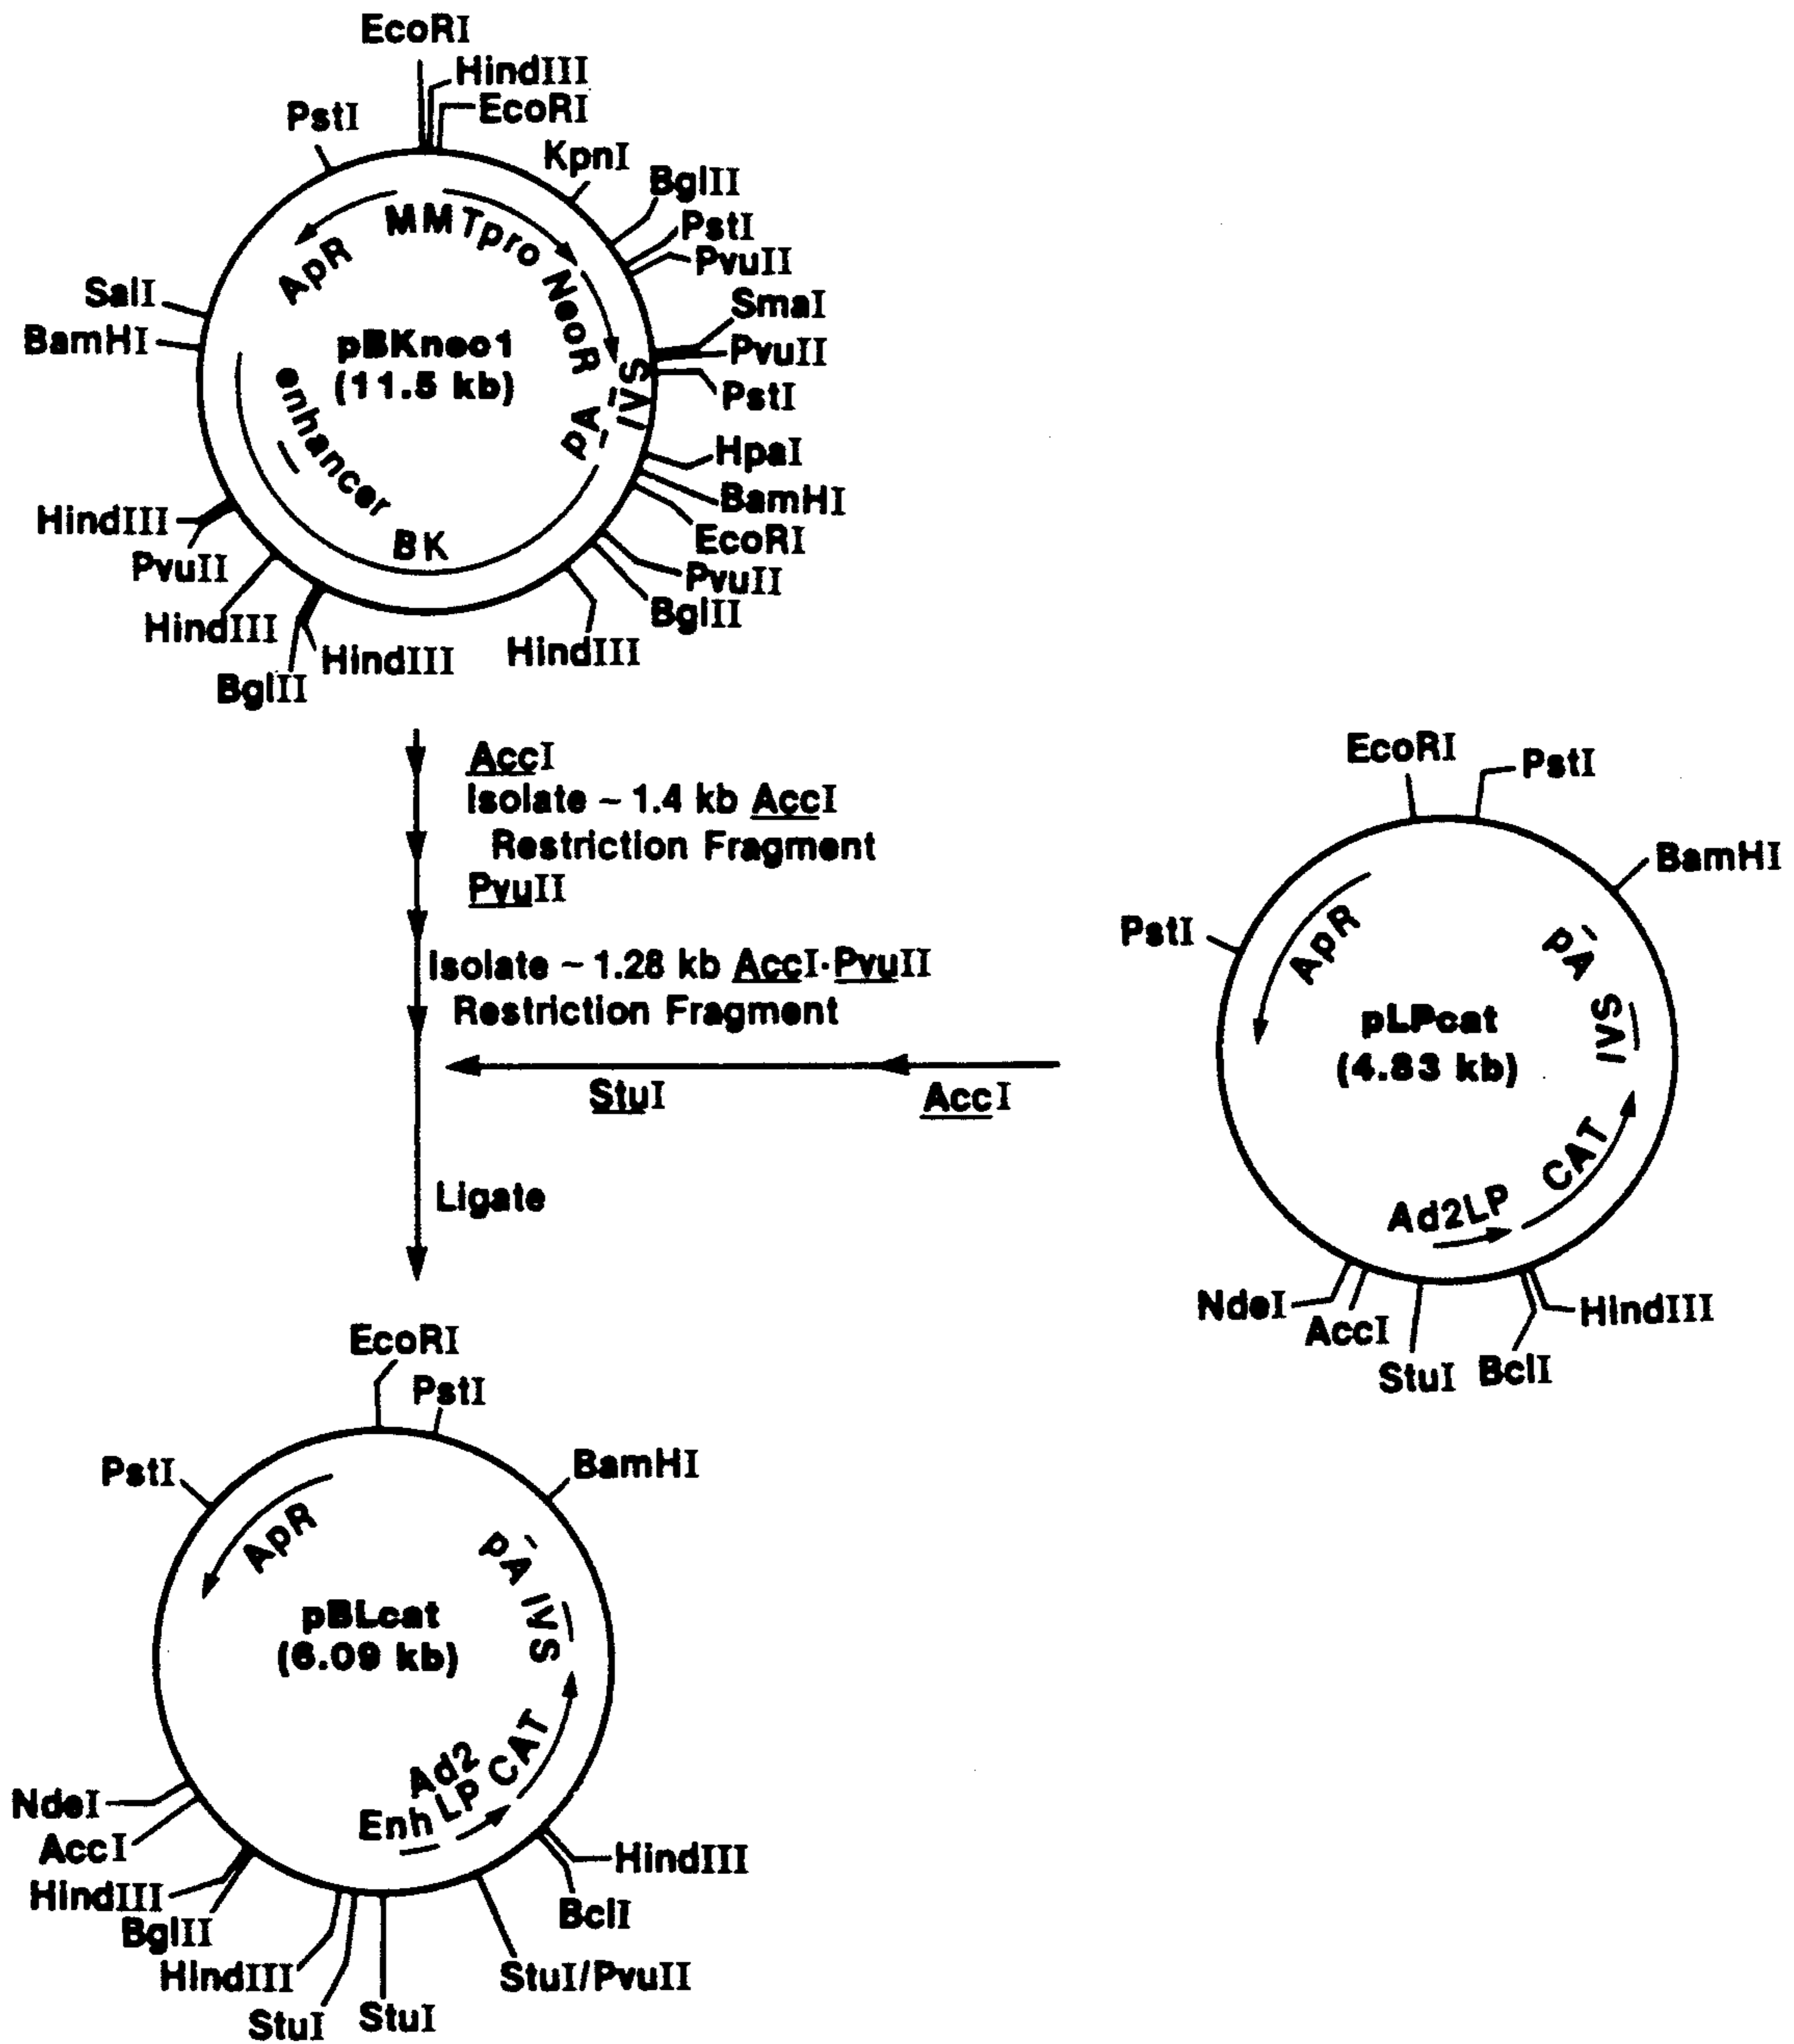 EcoRI
HindIII
EcoRI
PstI
KpnI
BglII
PstI
PvuII
SmaI
PvuII
PstI
HpaI
BamHI
EcoRI
PvuII
BglII
HindIII
HindIII
BglII
HindIII
PvuII
HindIII
BamHI
SalI
ApR
MMTpro
NeoR
IVS
pA
BK
enhancer
pBKneo1
(11.5 kb)
AccI
Isolate ~ 1.4 kb AccI
Restriction Fragment
PvuII
Isolate ~ 1.28 kb AccI·PvuII
Restriction Fragment
StuI
AccI
Ligate
EcoRI
PstI
BamHI
PstI
ApR
pA
IVS
pLPcat
(4.83 kb)
CAT
Ad2LP
NdeI
AccI
StuI
BclI
HindIII
EcoRI
PstI
BamHI
PstI
ApR
pA
IVS
pBLcat
(6.09 kb)
CAT
Ad2
LP
Enh
NdeI
AccI
HindIII
BglII
HindIII
StuI
StuI
StuI/PvuII
BclI
HindIII